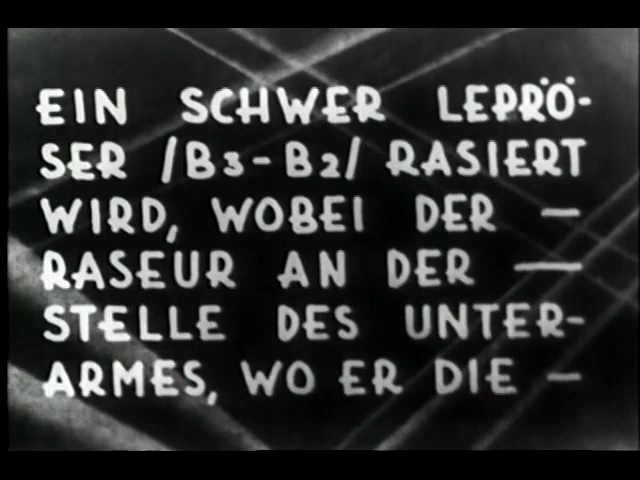 EIN SCHWER LEPRÖ-
SER /B3-B2/ RASIERT
WIRD, WOBEI DER —
RASEUR AN DER —
STELLE DES UNTER-
ARMES, WO ER DIE —